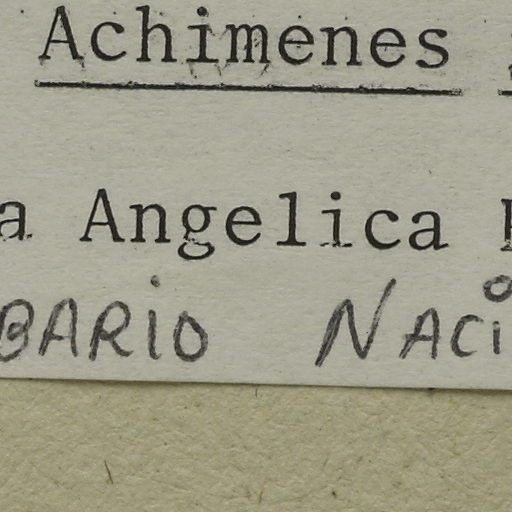 Achimenes
a Angelica
BARIO NACI